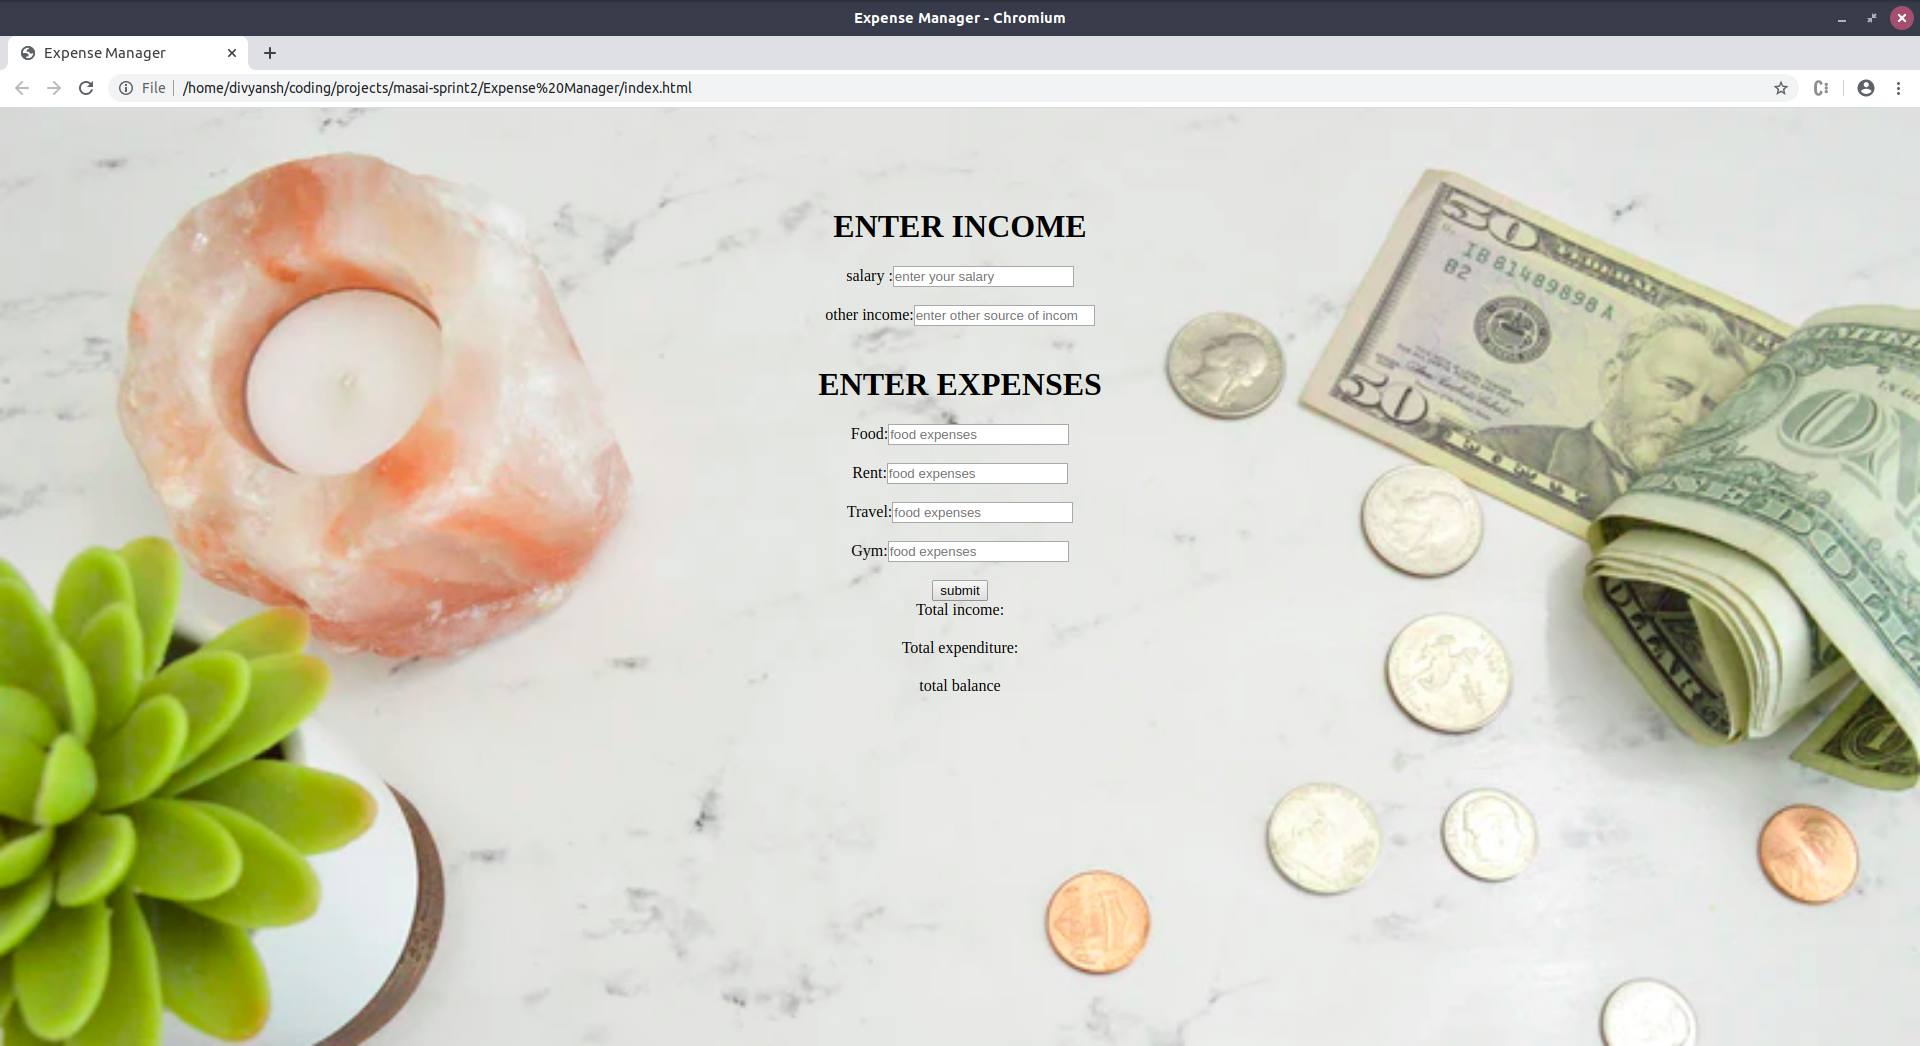 Expense Manager - Chromium
Expense Manager
File /home/divyansh/coding/projects/masai-sprint2/Expense%20Manager/index.html
ENTER INCOME
salary :enter your salary
other income:enter other source of incom
ENTER EXPENSES
Food:food expenses
Rent:food expenses
Travel:food expenses
Gym:food expenses
submit
Total income:
Total expenditure:
total balance
50
IB 81489898 A
B2
50